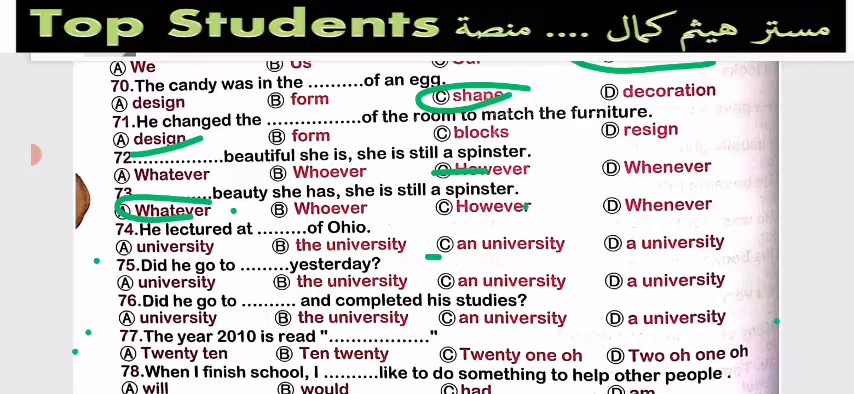 Top Students مستر هيثم كمال .... منصة
Ⓐ We Ⓑ Us Ⓒ Our
70.The candy was in the ..........of an egg.
Ⓐ design Ⓑ form Ⓒ shape Ⓓ decoration
71.He changed the .................of the room to match the furniture.
Ⓐ design Ⓑ form Ⓒ blocks Ⓓ resign
72.................beautiful she is, she is still a spinster.
Ⓐ Whatever Ⓑ Whoever Ⓒ However Ⓓ Whenever
73...............beauty she has, she is still a spinster.
Ⓐ Whatever Ⓑ Whoever Ⓒ However Ⓓ Whenever
74.He lectured at .........of Ohio.
Ⓐ university Ⓑ the university Ⓒ an university Ⓓ a university
75.Did he go to .........yesterday?
Ⓐ university Ⓑ the university Ⓒ an university Ⓓ a university
76.Did he go to .......... and completed his studies?
Ⓐ university Ⓑ the university Ⓒ an university Ⓓ a university
77.The year 2010 is read "..................."
Ⓐ Twenty ten Ⓑ Ten twenty Ⓒ Twenty one oh Ⓓ Two oh one oh
78.When I finish school, I ..........like to do something to help other people .
Ⓐ will Ⓑ would Ⓒ had Ⓓ am